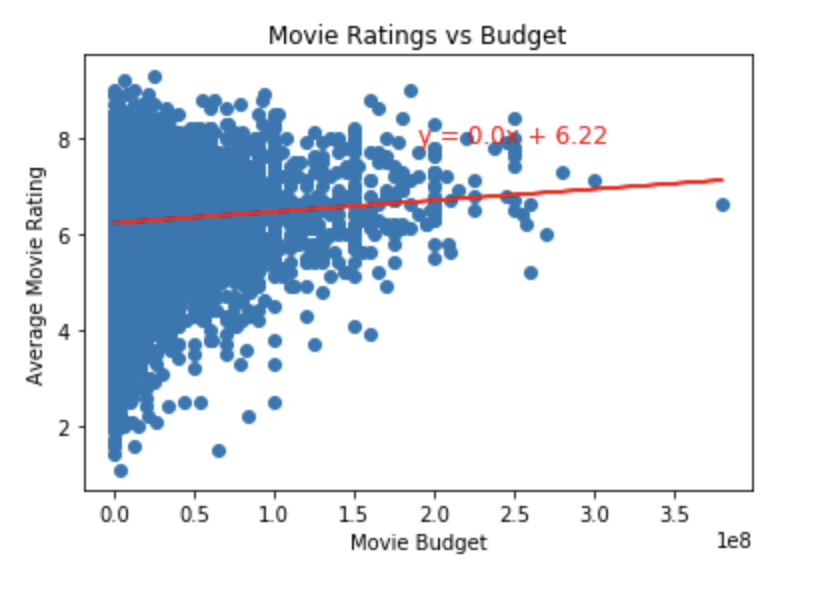 Movie Ratings vs Budget
Average Movie Rating
8
6
4
2
y = 0.0x + 6.22
0.0 0.5 1.0 1.5 2.0 2.5 3.0 3.5
1e8
Movie Budget